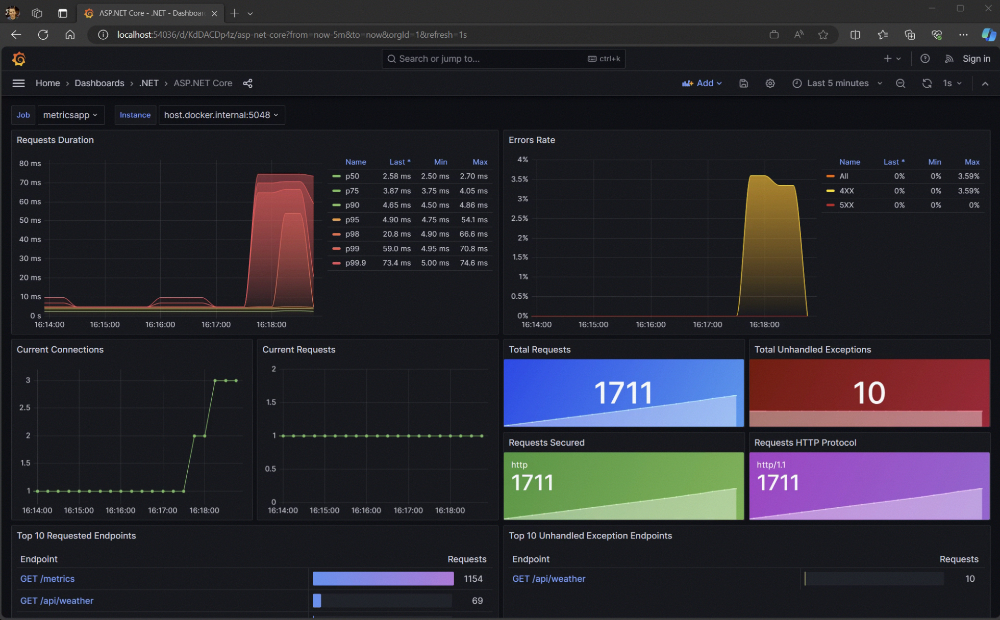 ASP.NET Core - .NET - Dashboar
localhost:54036/d/KdDACDp4z/asp-net-core?from=now-5m&to=now&orgId=1&refresh=1s
Search or jump to...
ctrl+k
Sign in
Home › Dashboards › .NET › ASP.NET Core
Add
Last 5 minutes
1s
Job
metricsapp
Instance
host.docker.internal:5048
Requests Duration
80 ms
70 ms
60 ms
50 ms
40 ms
30 ms
20 ms
10 ms
0 s
16:14:00 16:15:00 16:16:00 16:17:00 16:18:00
Name Last * Min Max
p50 2.58 ms 2.50 ms 2.70 ms
p75 3.87 ms 3.75 ms 4.05 ms
p90 4.65 ms 4.50 ms 4.86 ms
p95 4.90 ms 4.75 ms 54.1 ms
p98 20.8 ms 4.90 ms 66.6 ms
p99 59.0 ms 4.95 ms 70.8 ms
p99.9 73.4 ms 5.00 ms 74.6 ms
Errors Rate
4%
3.5%
3%
2.5%
2%
1.5%
1%
0.5%
0%
16:14:00 16:15:00 16:16:00 16:17:00 16:18:00
Name Last * Min Max
All 0% 0% 3.59%
4XX 0% 0% 3.59%
5XX 0% 0% 0%
Current Connections
3
2.5
2
1.5
1
16:14:00 16:15:00 16:16:00 16:17:00 16:18:00
Current Requests
2
1.5
1
0.5
0
16:14:00 16:15:00 16:16:00 16:17:00 16:18:00
Total Requests
1711
Total Unhandled Exceptions
10
Requests Secured
http
1711
Requests HTTP Protocol
http/1.1
1711
Top 10 Requested Endpoints
Endpoint Requests
GET /metrics 1154
GET /api/weather 69
Top 10 Unhandled Exception Endpoints
Endpoint Requests
GET /api/weather 10